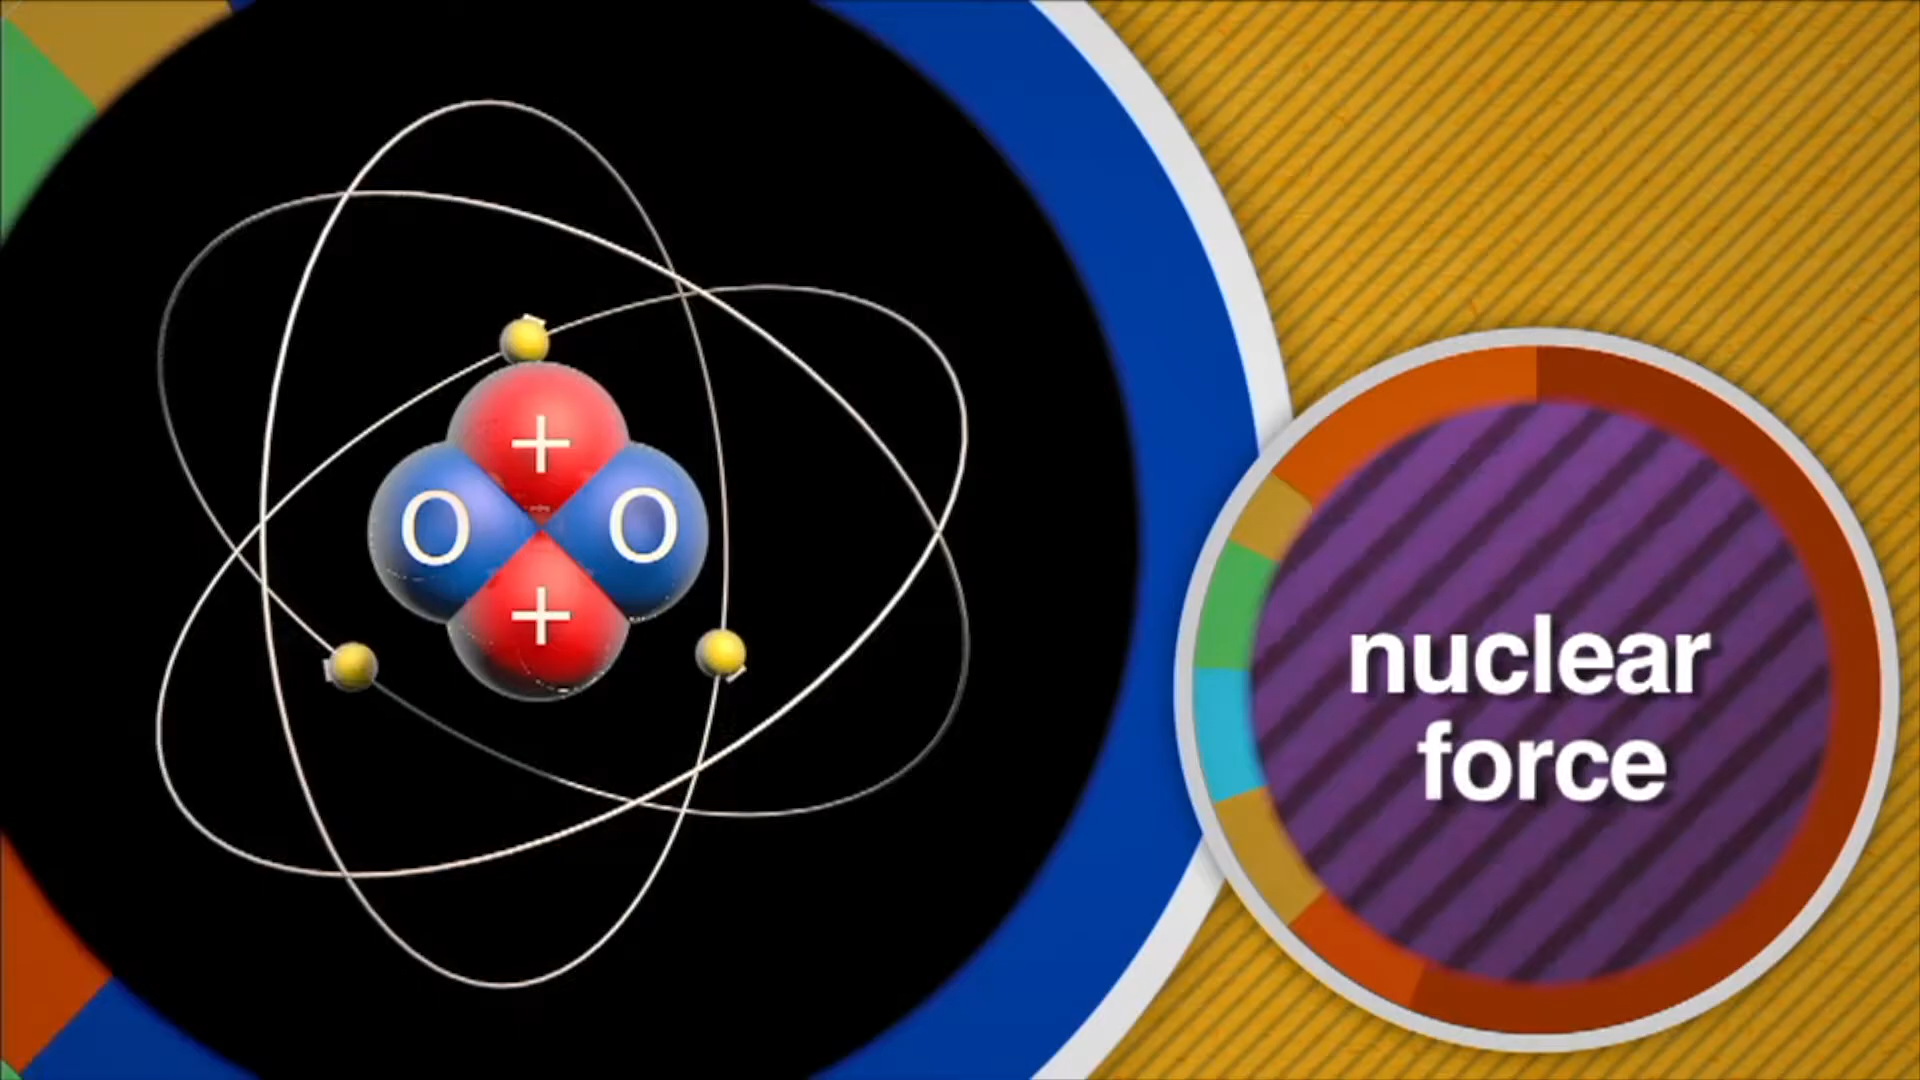 +
O O
+
nuclear
force